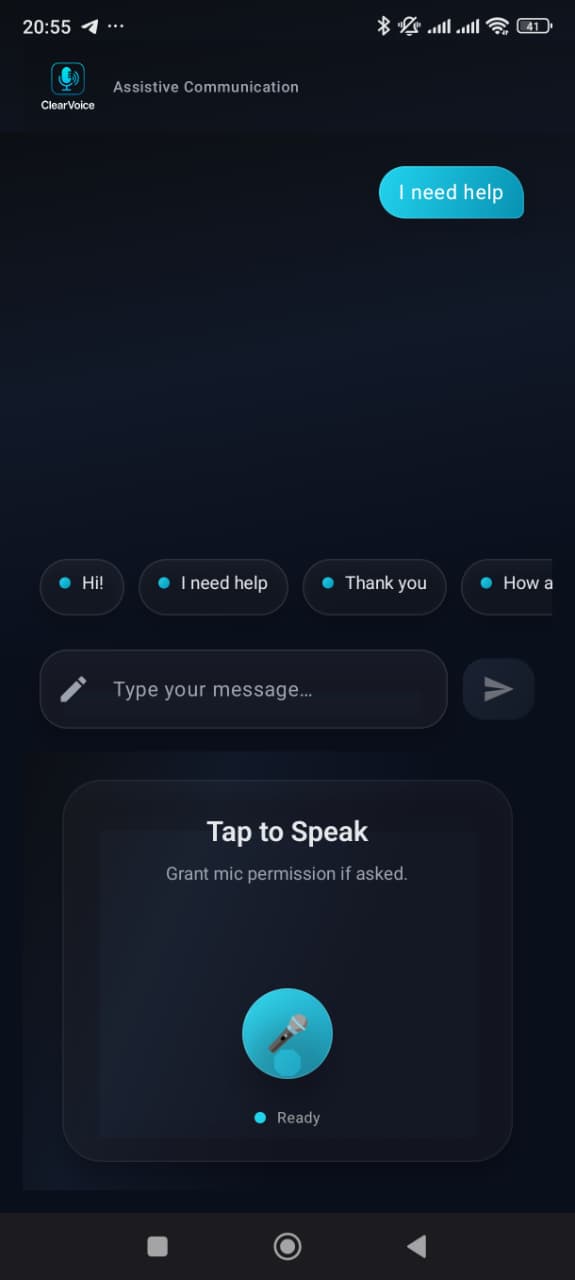 20:55
41
ClearVoice
Assistive Communication
I need help
Hi!
I need help
Thank you
How a
Type your message…
Tap to Speak
Grant mic permission if asked.
Ready